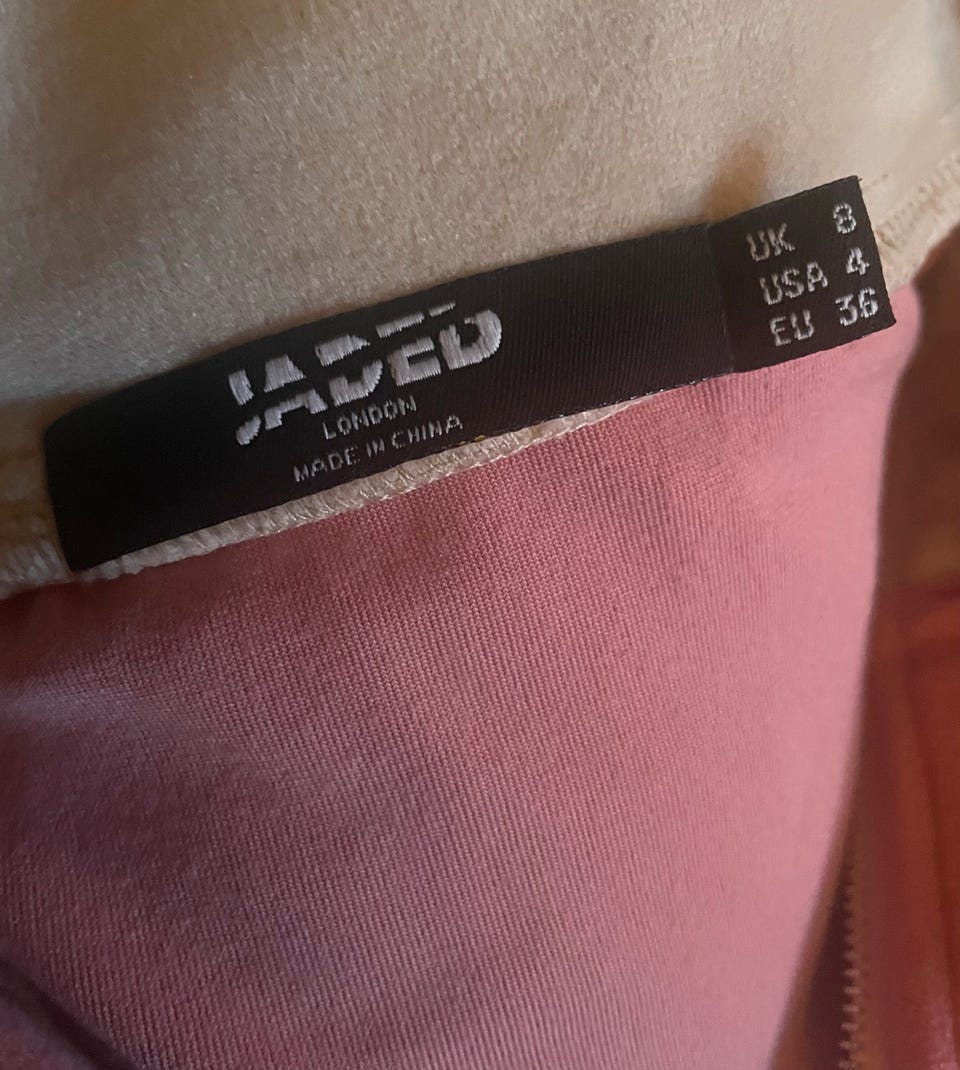 JADED
LONDON
MADE IN CHINA
UK 8
USA 4
EU 36